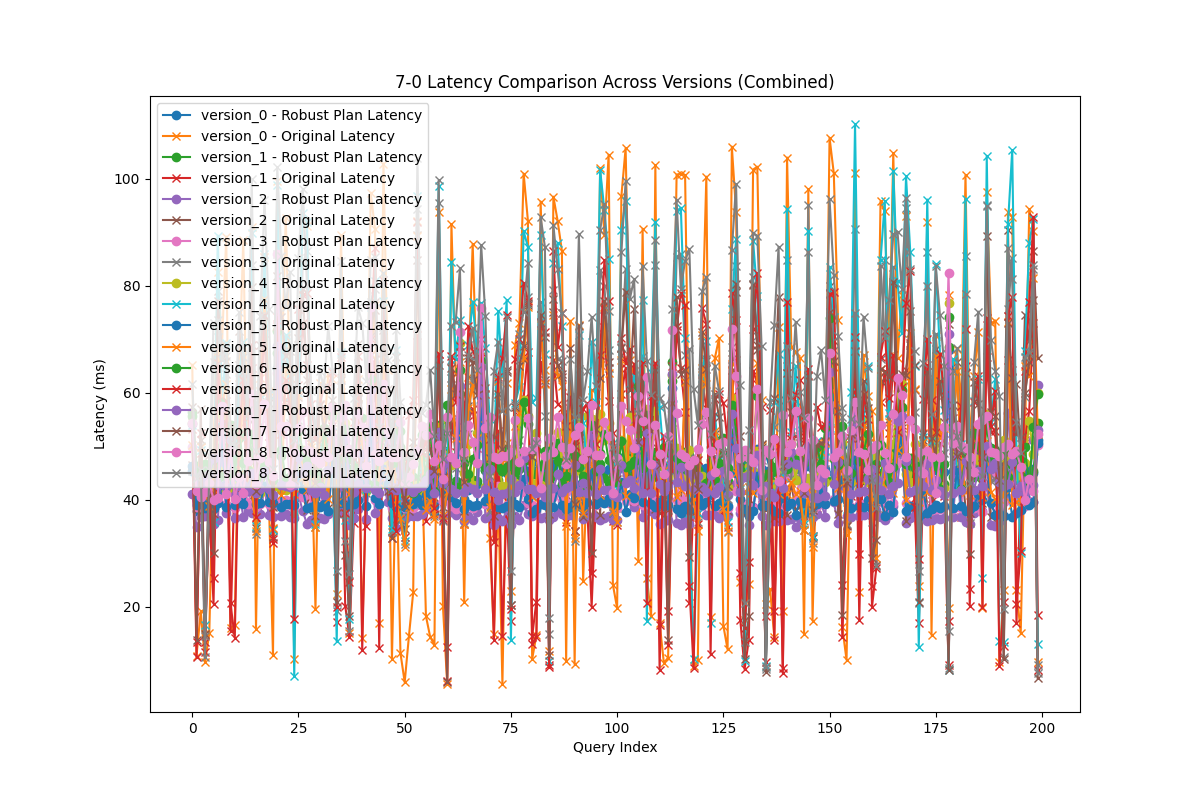 7-0 Latency Comparison Across Versions (Combined)
version_0 - Robust Plan Latency
version_0 - Original Latency
version_1 - Robust Plan Latency
version_1 - Original Latency
version_2 - Robust Plan Latency
version_2 - Original Latency
version_3 - Robust Plan Latency
version_3 - Original Latency
version_4 - Robust Plan Latency
version_4 - Original Latency
version_5 - Robust Plan Latency
version_5 - Original Latency
version_6 - Robust Plan Latency
version_6 - Original Latency
version_7 - Robust Plan Latency
version_7 - Original Latency
version_8 - Robust Plan Latency
version_8 - Original Latency
Latency (ms)
100
80
60
40
20
0 25 50 75 100 125 150 175 200
Query Index